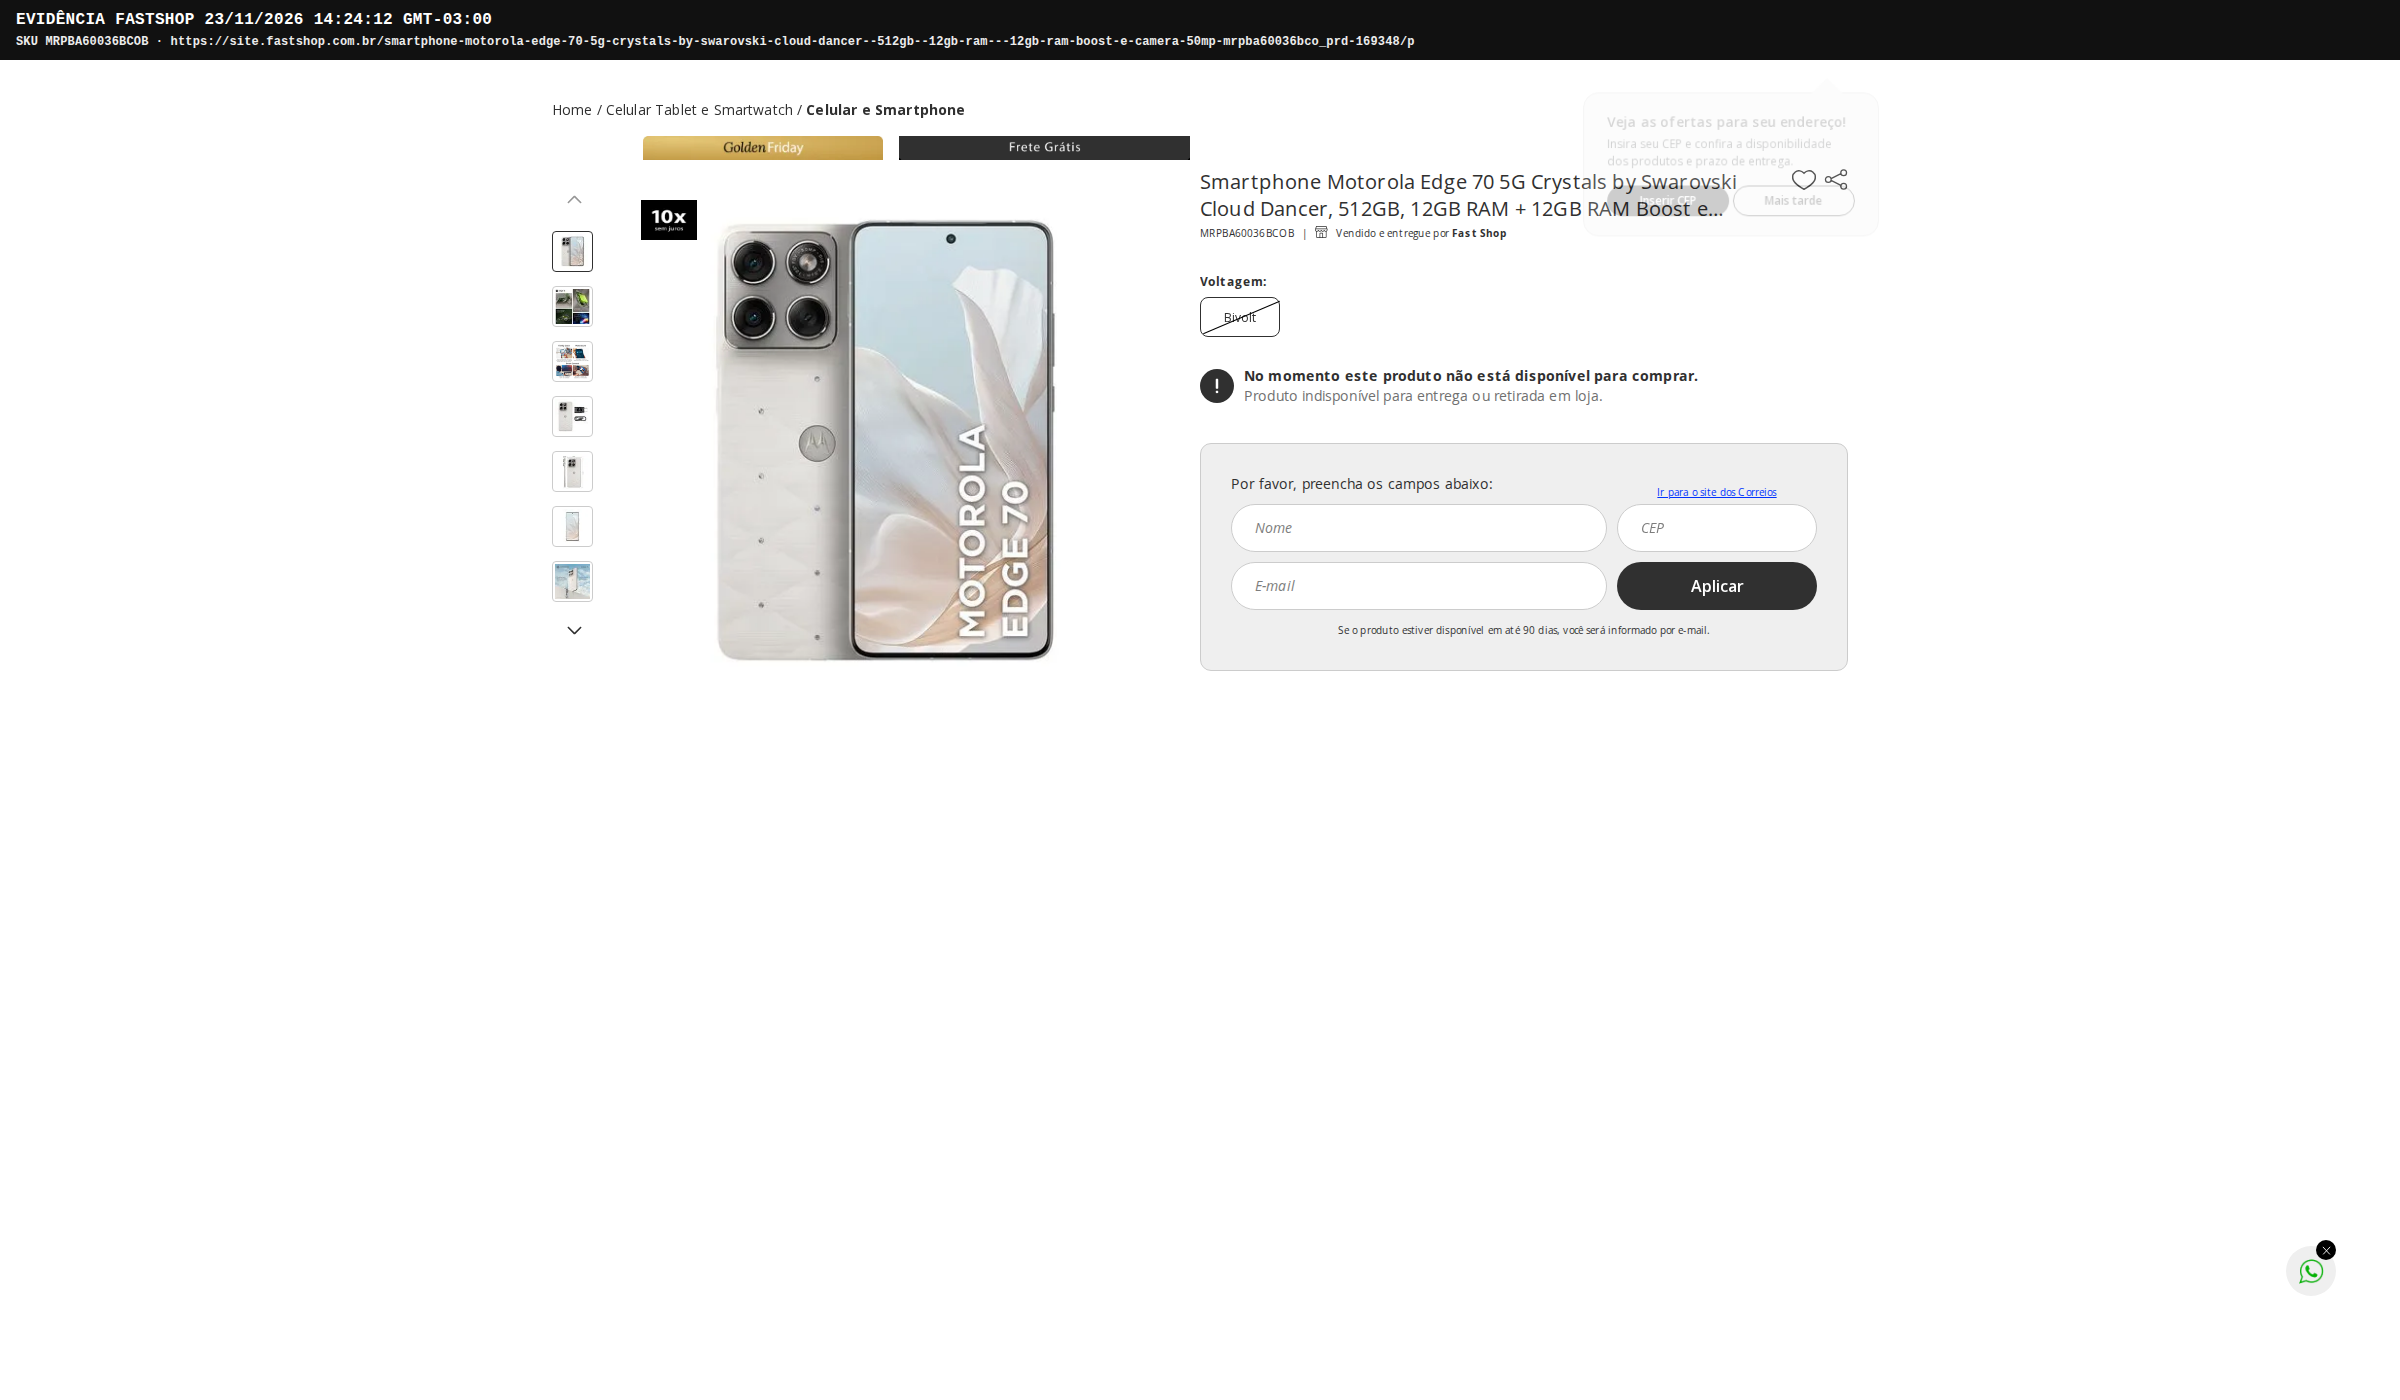 EVIDÊNCIA FASTSHOP 23/11/2026 14:24:12 GMT-03:00
SKU MRPBA60036BCOB · https://site.fastshop.com.br/smartphone-motorola-edge-70-5g-crystals-by-swarovski-cloud-dancer--512gb--12gb-ram---12gb-ram-boost-e-camera-50mp-mrpba60036bco_prd-169348/p
Home / Celular Tablet e Smartwatch / Celular e Smartphone
Golden Friday
Frete Grátis
Veja as ofertas para seu endereço!
Insira seu CEP e confira a disponibilidade
dos produtos e prazo de entrega.
Inserir CEP
Mais tarde
10x
sem juros
MOTOROLA
EDGE 70
Smartphone Motorola Edge 70 5G Crystals by Swarovski
Cloud Dancer, 512GB, 12GB RAM + 12GB RAM Boost e...
MRPBA60036BCOB | Vendido e entregue por Fast Shop
Voltagem:
Bivolt
No momento este produto não está disponível para comprar.
Produto indisponível para entrega ou retirada em loja.
Por favor, preencha os campos abaixo:
Ir para o site dos Correios
Nome
CEP
E-mail
Aplicar
Se o produto estiver disponível em até 90 dias, você será informado por e-mail.